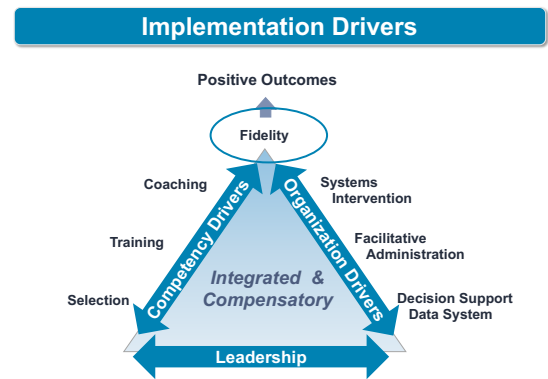 Implementation Drivers
Positive Outcomes
Fidelity
Coaching
Training
Selection
Competency Drivers
Organization Drivers
Systems
Intervention
Facilitative
Administration
Decision Support
Data System
Integrated &
Compensatory
Leadership